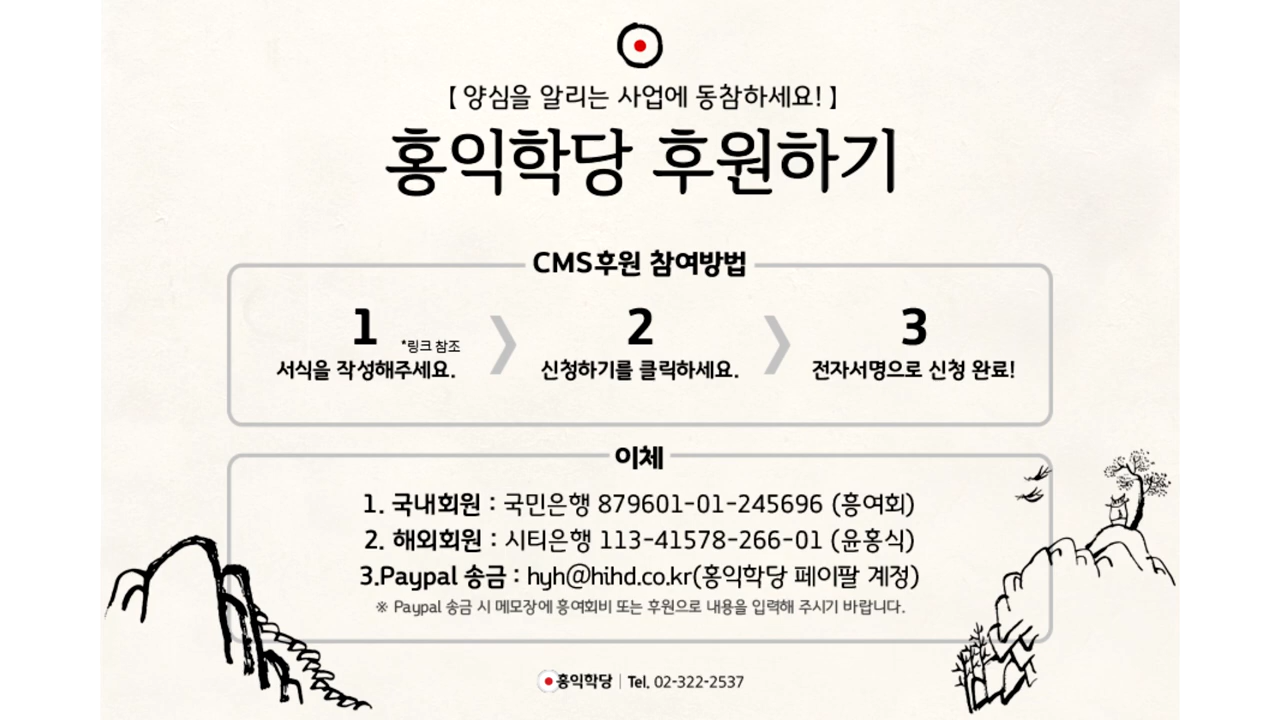 【 양심을 알리는 사업에 동참하세요! 】
홍익학당 후원하기
CMS후원 참여방법
1
*링크 참조
서식을 작성해주세요.
2
신청하기를 클릭하세요.
3
전자서명으로 신청 완료!
이체
1. 국내회원 : 국민은행 879601-01-245696 (흥여회)
2. 해외회원 : 시티은행 113-41578-266-01 (윤홍식)
3.Paypal 송금 : hyh@hihd.co.kr(홍익학당 페이팔 계정)
※ Paypal 송금 시 메모장에 흥여회비 또는 후원으로 내용을 입력해 주시기 바랍니다.
홍익학당 | Tel. 02-322-2537